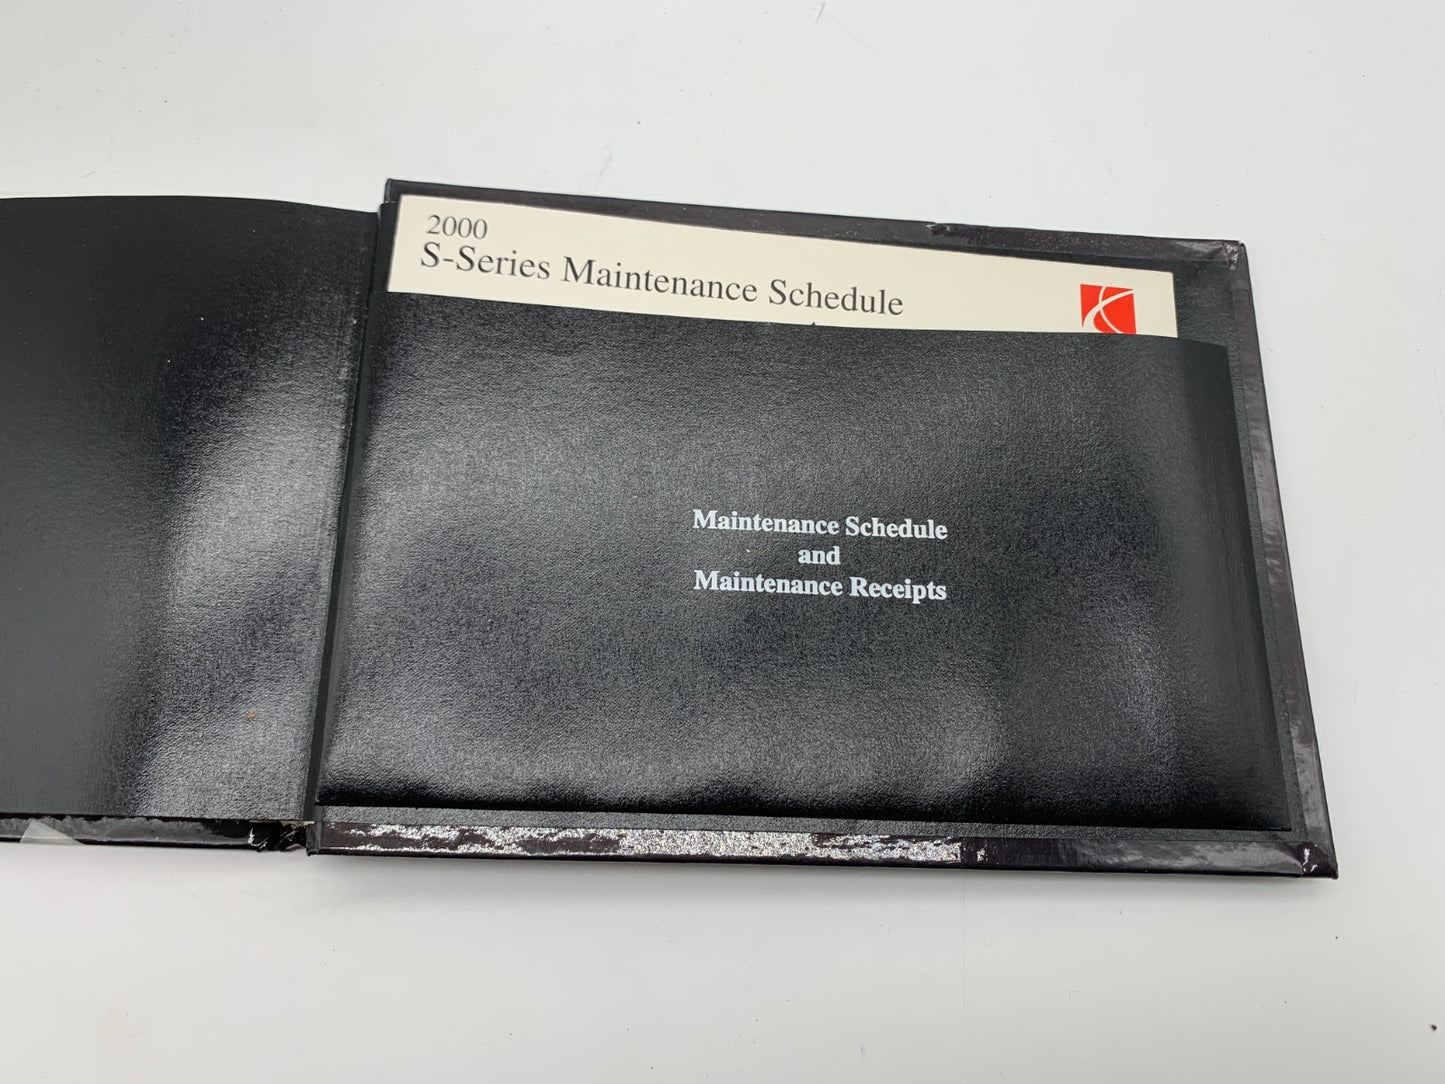 2000
S-Series Maintenance Schedule
Maintenance Schedule
and
Maintenance Receipts